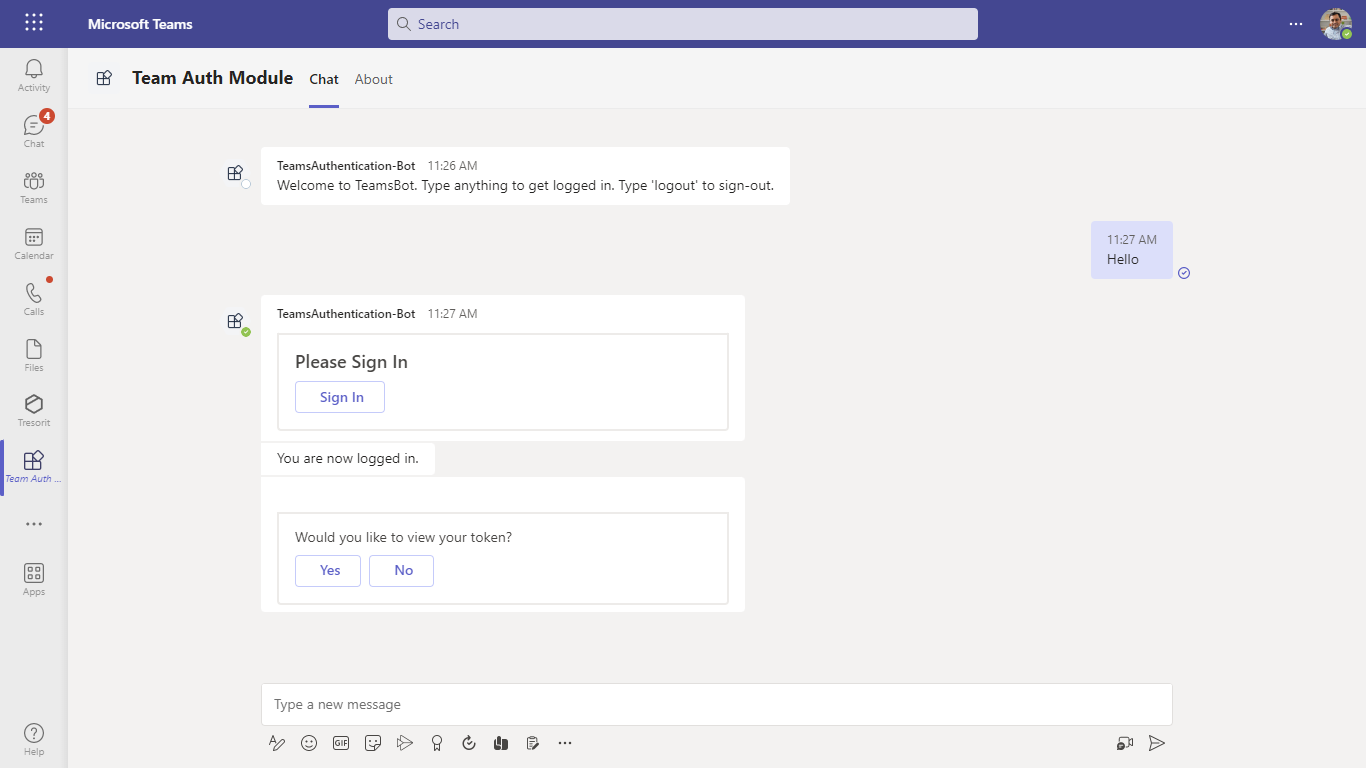 Microsoft Teams
Search
Activity
4
Chat
Teams
Calendar
Calls
Files
Tresorit
Team Auth ...
Apps
Help
Team Auth Module
Chat
About
TeamsAuthentication-Bot 11:26 AM
Welcome to TeamsBot. Type anything to get logged in. Type 'logout' to sign-out.
11:27 AM
Hello
TeamsAuthentication-Bot 11:27 AM
Please Sign In
Sign In
You are now logged in.
Would you like to view your token?
Yes No
Type a new message
GIF